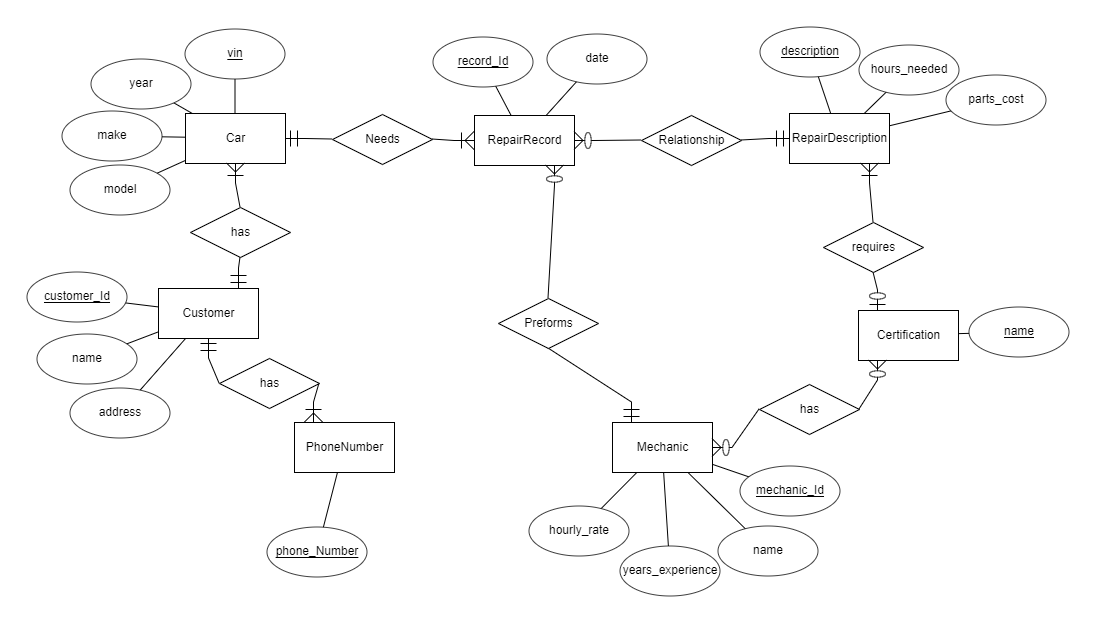 vin
record_Id
date
description
hours_needed
year
parts_cost
make
Car
Needs
RepairRecord
Relationship
RepairDescription
model
has
requires
customer_Id
Customer
Preforms
Certification
name
name
has
has
address
PhoneNumber
Mechanic
mechanic_Id
phone_Number
hourly_rate
years_experience
name